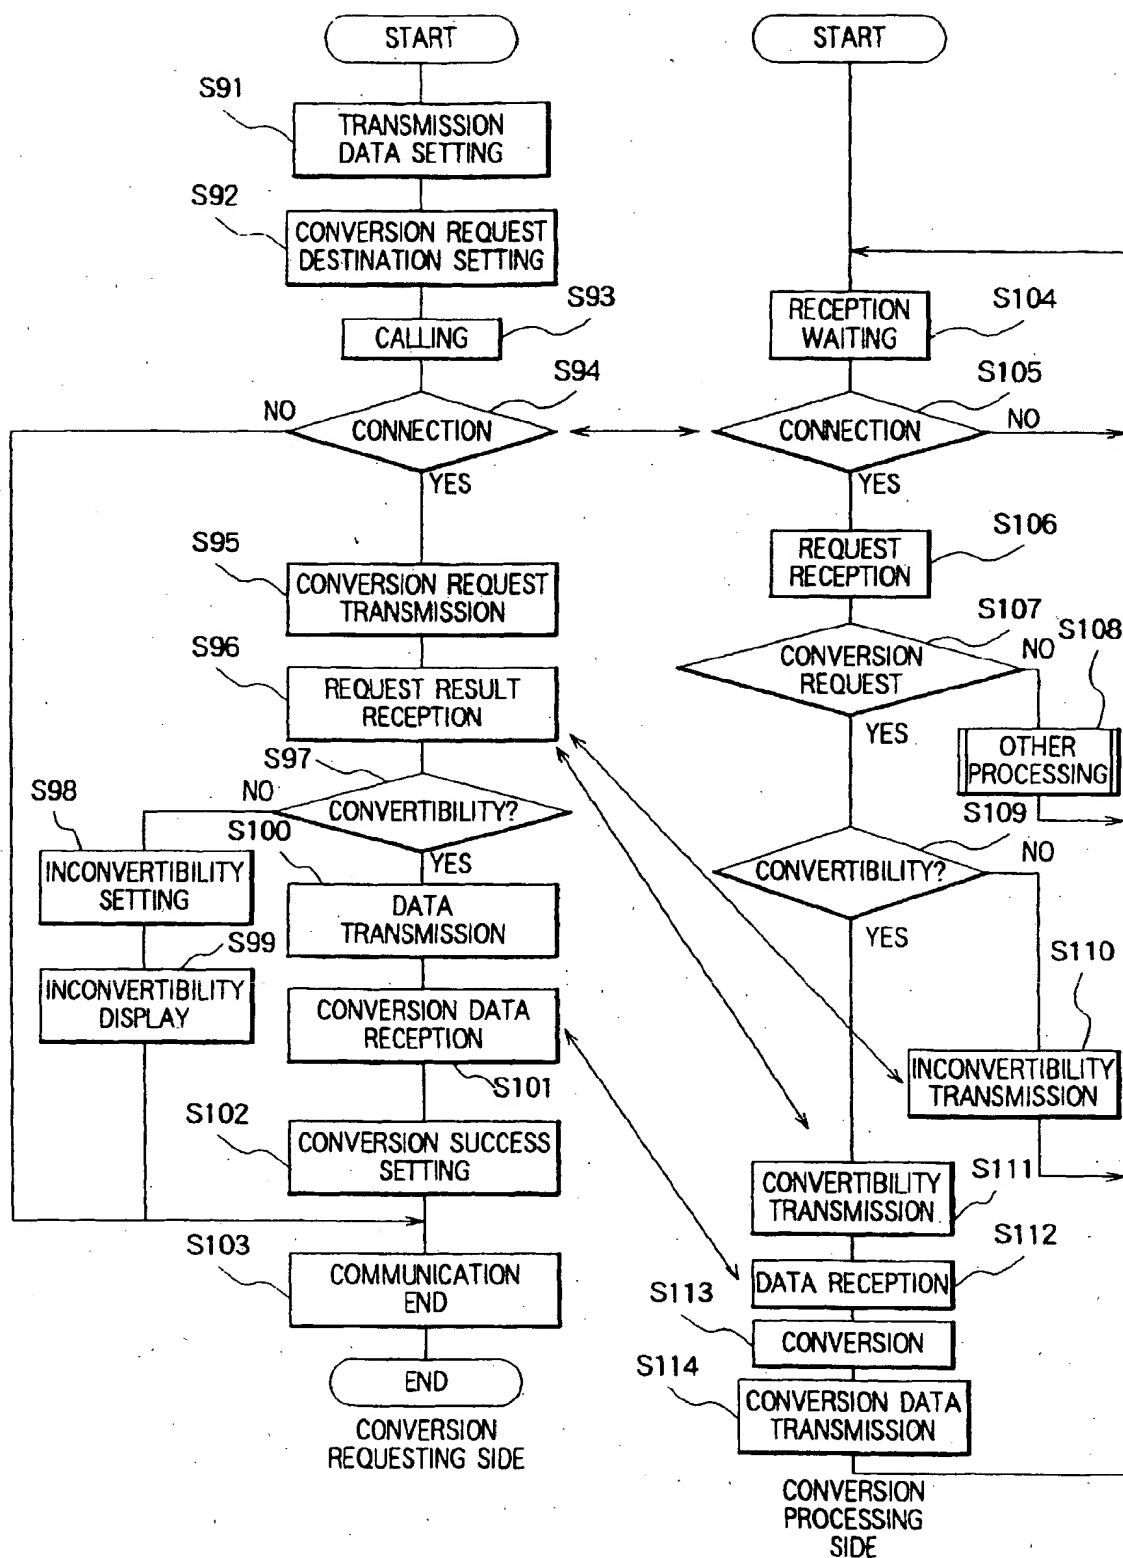 START
S91
TRANSMISSION
DATA SETTING
S92
CONVERSION REQUEST
DESTINATION SETTING
S93
CALLING
S94
NO
CONNECTION
YES
S95
CONVERSION REQUEST
TRANSMISSION
S96
REQUEST RESULT
RECEPTION
S97
NO
CONVERTIBILITY?
S98
INCONVERTIBILITY
SETTING
S99
INCONVERTIBILITY
DISPLAY
S100
YES
DATA
TRANSMISSION
CONVERSION DATA
RECEPTION
S101
S102
CONVERSION SUCCESS
SETTING
S103
COMMUNICATION
END
END
CONVERSION
REQUESTING SIDE
START
S104
RECEPTION
WAITING
S105
CONNECTION
NO
YES
S106
REQUEST
RECEPTION
S107
CONVERSION
REQUEST
NO
S108
YES
OTHER
PROCESSING
S109
CONVERTIBILITY?
NO
YES
S110
INCONVERTIBILITY
TRANSMISSION
S111
CONVERTIBILITY
TRANSMISSION
S112
DATA RECEPTION
S113
CONVERSION
S114
CONVERSION DATA
TRANSMISSION
CONVERSION
PROCESSING
SIDE